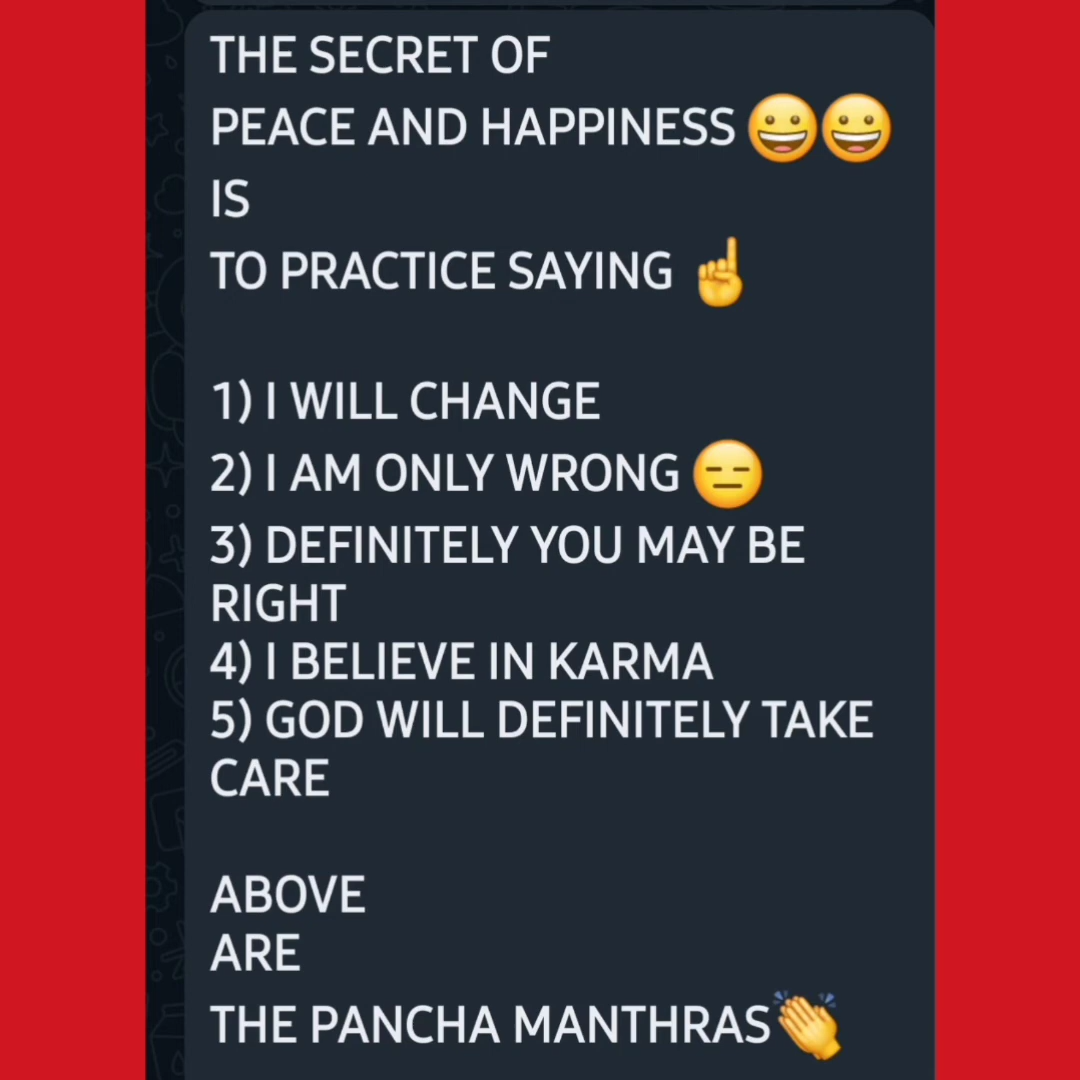 THE SECRET OF
PEACE AND HAPPINESS 😀😀
IS
TO PRACTICE SAYING ☝️
1) I WILL CHANGE
2) I AM ONLY WRONG 😑
3) DEFINITELY YOU MAY BE
RIGHT
4) I BELIEVE IN KARMA
5) GOD WILL DEFINITELY TAKE
CARE
ABOVE
ARE
THE PANCHA MANTHRAS👏